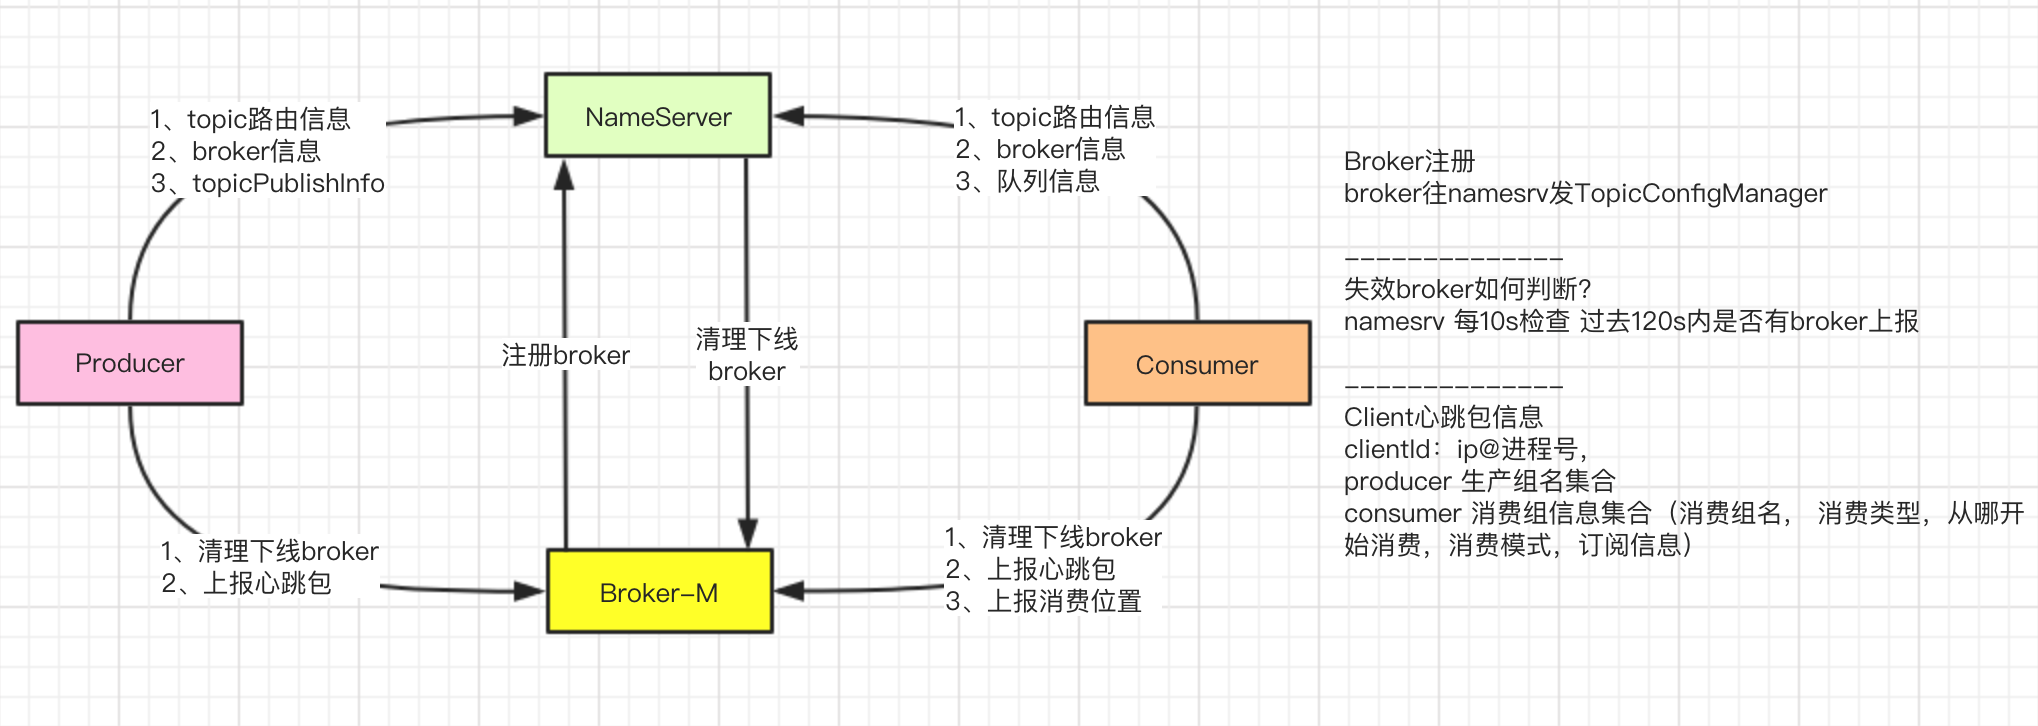 1、topic路由信息
2、broker信息
3、topicPublishInfo
NameServer
1、topic路由信息
2、broker信息
3、队列信息
Producer
注册broker
清理下线
broker
Consumer
1、清理下线broker
2、上报心跳包
Broker-M
1、清理下线broker
2、上报心跳包
3、上报消费位置
Broker注册
broker往namesrv发TopicConfigManager
--------------
失效broker如何判断？
namesrv 每10s检查 过去120s内是否有broker上报
--------------
Client心跳包信息
clientId：ip@进程号，
producer 生产组名集合
consumer 消费组信息集合（消费组名， 消费类型，从哪开
始消费，消费模式，订阅信息）